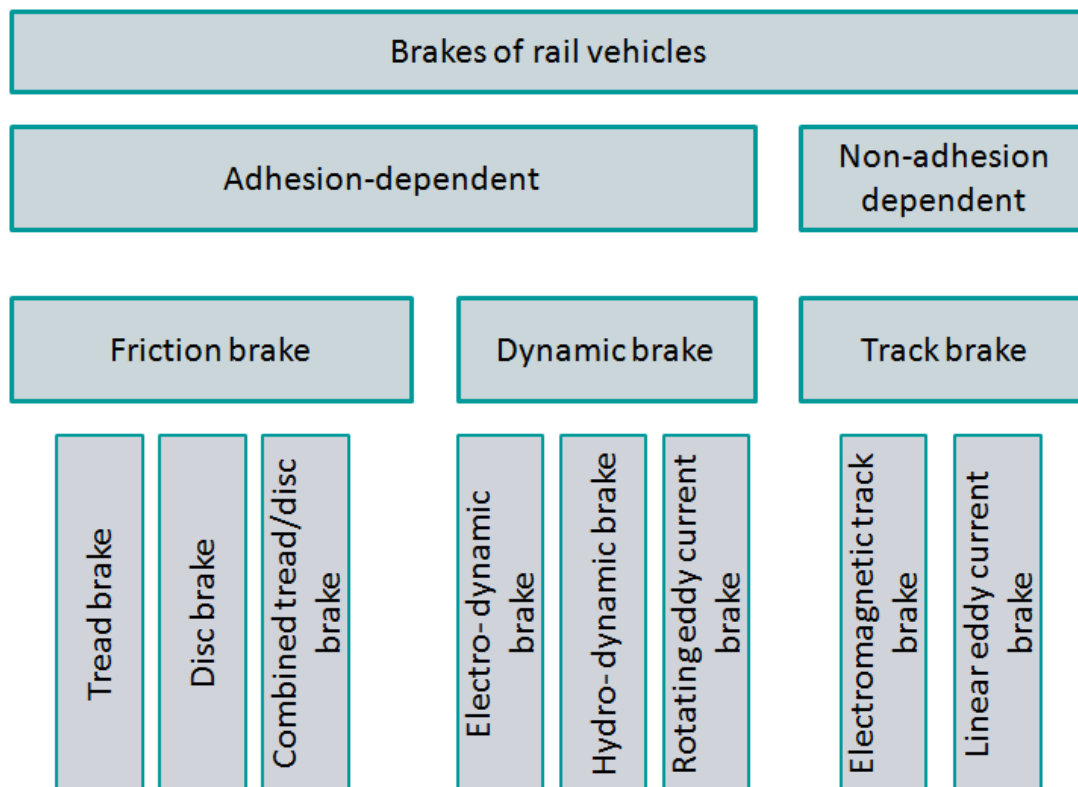 Brakes of rail vehicles
Adhesion-dependent
Non-adhesion
dependent
Friction brake
Dynamic brake
Track brake
Tread brake
Disc brake
Combined tread/disc
brake
Electro- dynamic
brake
Hydro- dynamic brake
Rotating eddy current
brake
Electromagnetic track
brake
Linear eddy current
brake